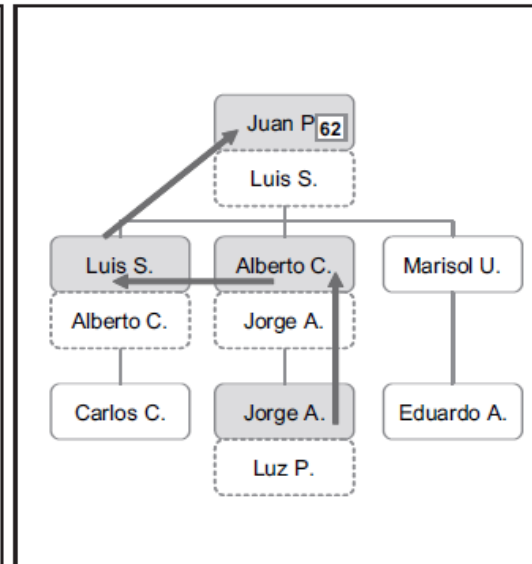 Juan P 62
Luis S.
Luis S. Alberto C. Marisol U.
Alberto C. Jorge A.
Carlos C. Jorge A. Eduardo A.
Luz P.